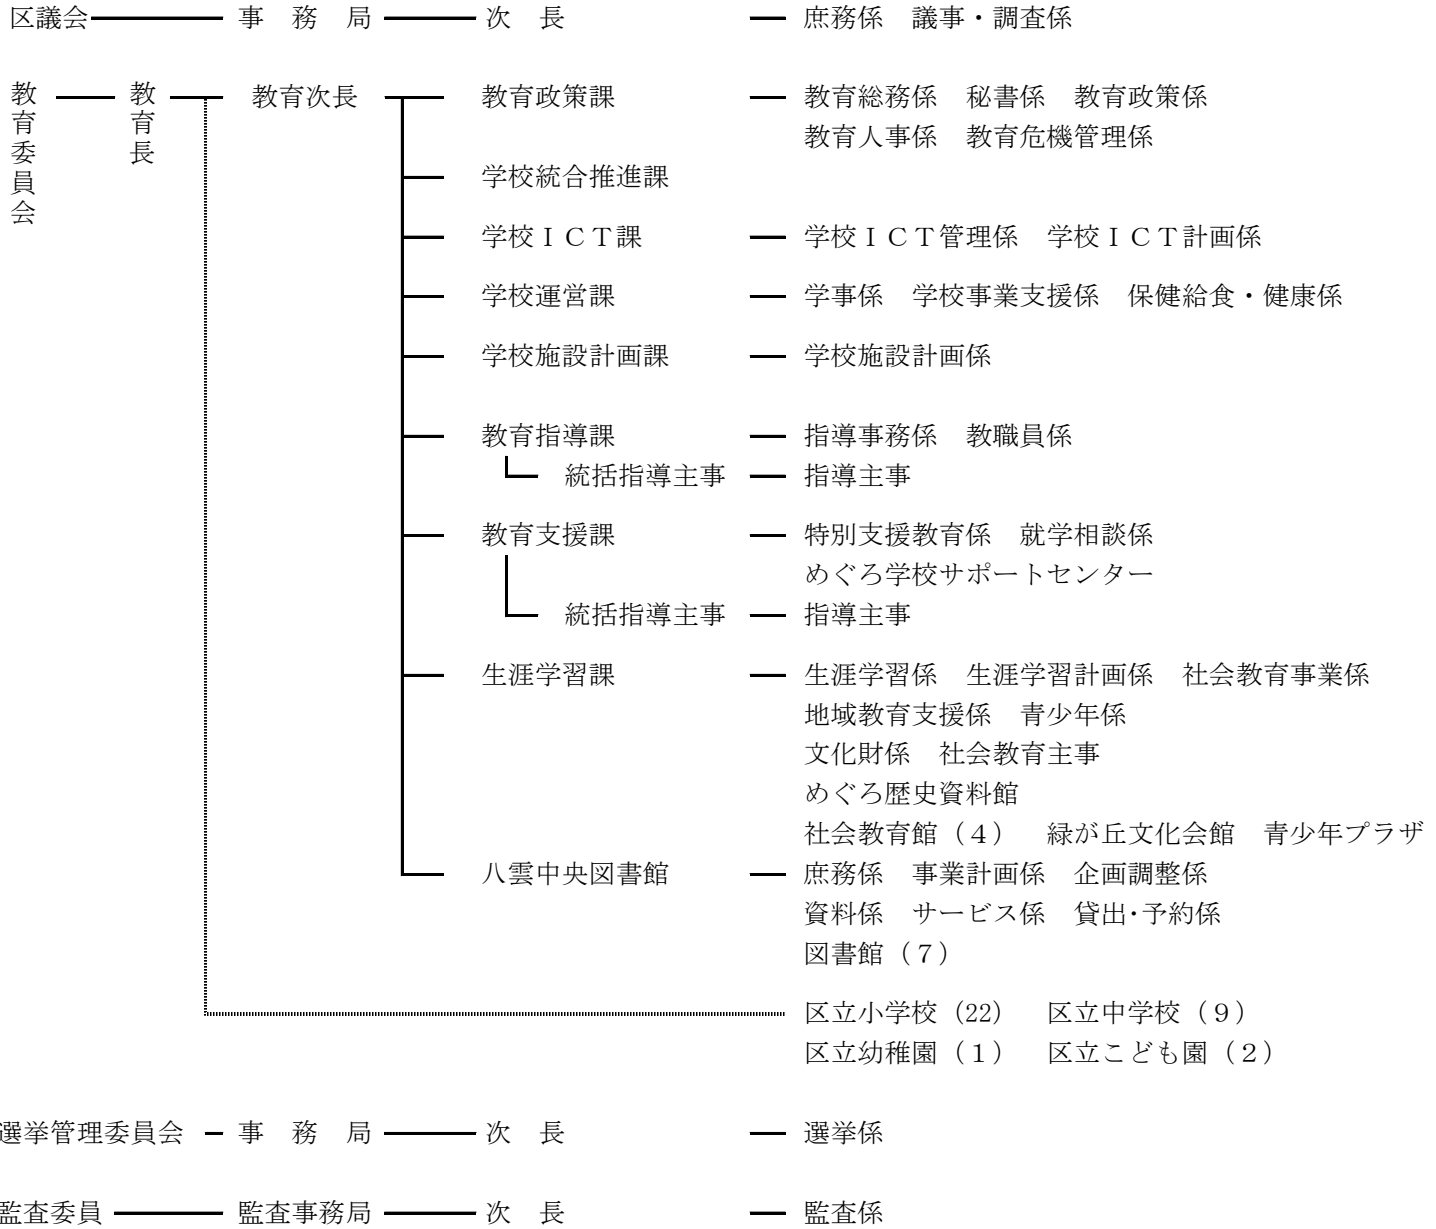 区議会 事　務　局 次　長 庶務係　議事・調査係
教育委員会 教育長 教育次長 教育政策課 教育総務係　秘書係　教育政策係
教育人事係　教育危機管理係
学校統合推進課
学校ＩＣＴ課 学校ＩＣＴ管理係　学校ＩＣＴ計画係
学校運営課 学事係　学校事業支援係　保健給食・健康係
学校施設計画課 学校施設計画係
教育指導課 指導事務係　教職員係
統括指導主事 指導主事
教育支援課 特別支援教育係　就学相談係
めぐろ学校サポートセンター
統括指導主事 指導主事
生涯学習課 生涯学習係　生涯学習計画係　社会教育事業係
地域教育支援係　青少年係
文化財係　社会教育主事
めぐろ歴史資料館
社会教育館（４）　緑が丘文化会館　青少年プラザ
八雲中央図書館 庶務係　事業計画係　企画調整係
資料係　サービス係　貸出･予約係
図書館（７）
区立小学校（22）　区立中学校（９）
区立幼稚園（１）　区立こども園（２）
選挙管理委員会 事　務　局 次　長 選挙係
監査委員 監査事務局 次　長 監査係